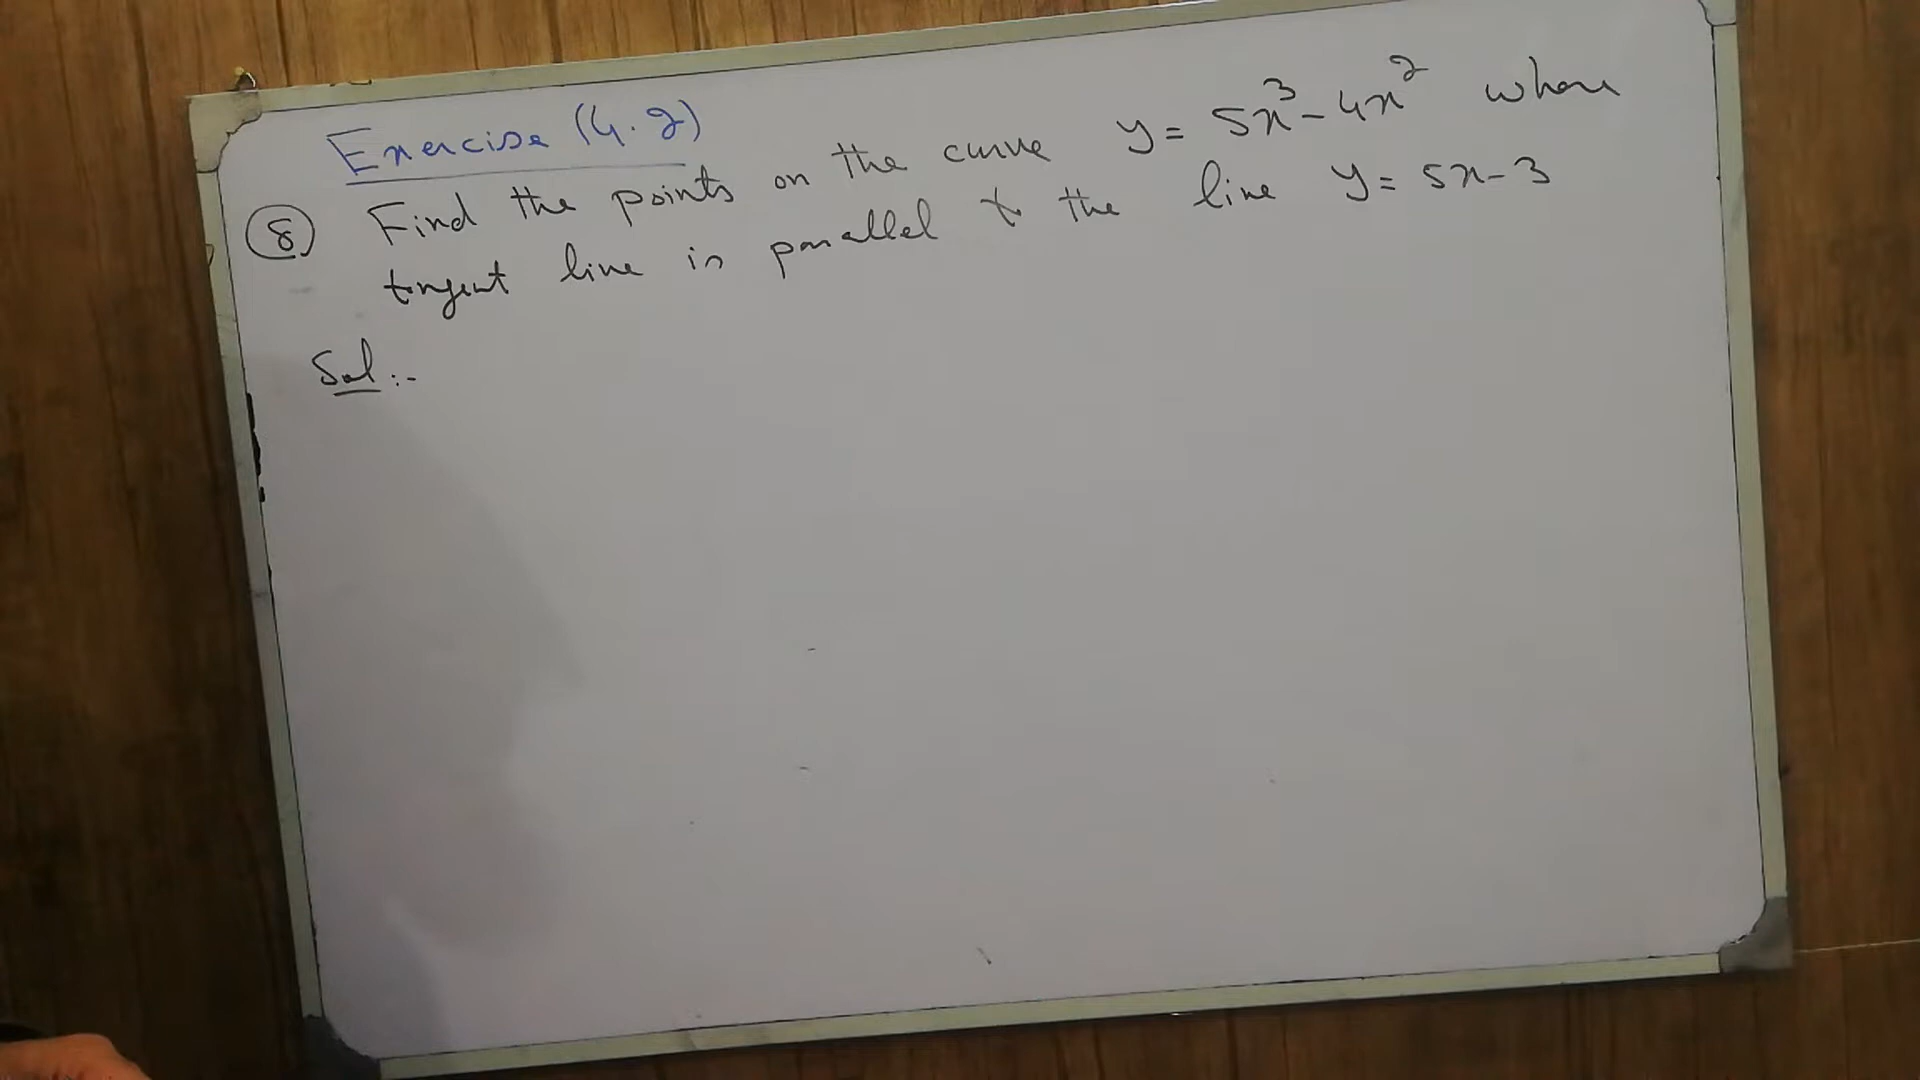 Exercise (4.2)
⑧ Find the points on the curve y = 5x³ - 4x² where
tangent line is parallel to the line y = 5x - 3
Sol :-